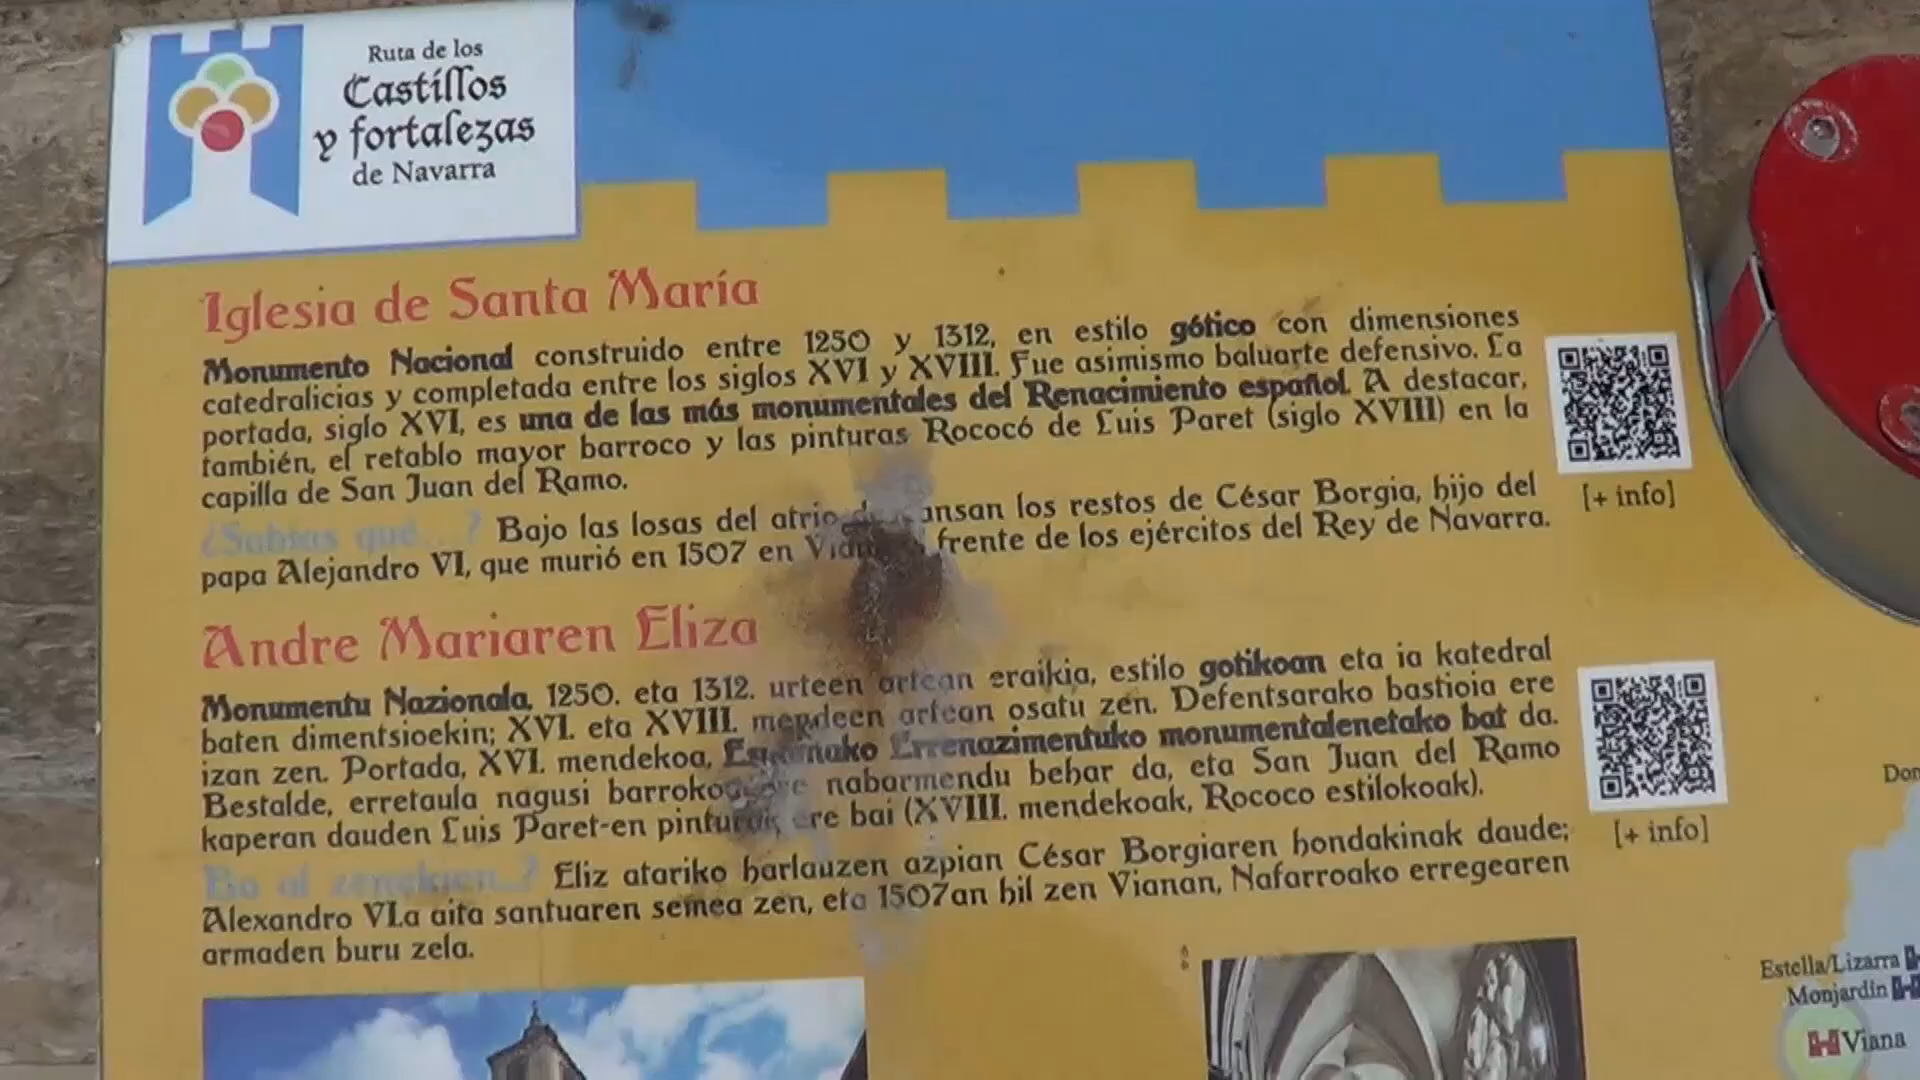 Ruta de los
Castillos
y fortalezas
de Navarra
Iglesia de Santa María
Monumento Nacional construido entre 1250 y 1312, en estilo gótico con dimensiones
catedralicias y completada entre los siglos XVI y XVIII. Fue asimismo baluarte defensivo. La
portada, siglo XVI, es una de las más monumentales del Renacimiento español. A destacar,
también, el retablo mayor barroco y las pinturas Rococó de Luis Paret (siglo XVIII) en la
capilla de San Juan del Ramo.
¿Sabías qué...? Bajo las losas del atrio los restos de César Borgia, hijo del
papa Alejandro VI, que murió en 1507 en frente de los ejércitos del Rey de Navarra.
[+ info]
Andre Mariaren Eliza
Monumentu Nazionala, 1250. eta 1312. urteen artean eraikia, estilo gotikoan eta ia katedral
baten dimentsioekin; XVI. eta XVIII. mendeen artean osatu zen. Defentsarako bastioia ere
izan zen. Portada, XVI. mendekoa, Errenazimentuko monumentalenetako bat da.
Bestalde, erretaula nagusi nabarmendu behar da, eta San Juan del Ramo
kaperan dauden Luis Paret-en pinturak ere bai (XVIII. mendekoak, Rococo estilokoak).
Ba al zenekien...? Eliz atariko harlauzen azpian César Borgiaren hondakinak daude;
Alexandro VI.a aita santuaren semea zen, eta 1507an hil zen Vianan, Nafarroako erregearen
armaden buru zela.
[+ info]
Estella/Lizarra
Monjardín
Viana